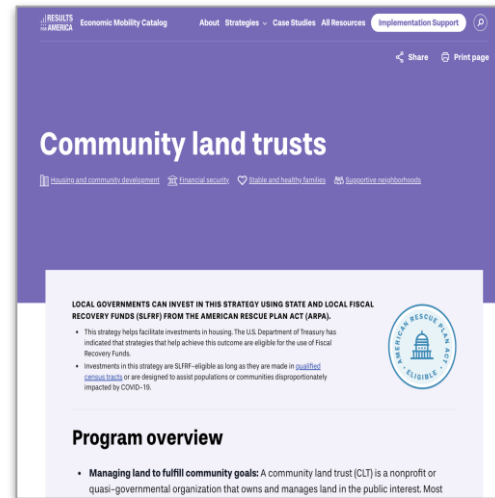 RESULTS FOR AMERICA Economic Mobility Catalog About Strategies Case Studies All Resources Implementation Support
Share Print page
Community land trusts
Housing and community development Financial security Stable and healthy families Supportive neighborhoods
LOCAL GOVERNMENTS CAN INVEST IN THIS STRATEGY USING STATE AND LOCAL FISCAL
RECOVERY FUNDS (SLFRF) FROM THE AMERICAN RESCUE PLAN ACT (ARPA).
• This strategy helps facilitate investments in housing. The U.S. Department of Treasury has
indicated that strategies that help achieve this outcome are eligible for the use of Fiscal
Recovery Funds.
• Investments in this strategy are SLFRF-eligible as long as they are made in qualified
census tracts or are designed to assist populations or communities disproportionately
impacted by COVID-19.
AMERICAN RESCUE PLAN ACT
• ELIGIBLE •
Program overview
• Managing land to fulfill community goals: A community land trust (CLT) is a nonprofit or
quasi-governmental organization that owns and manages land in the public interest. Most